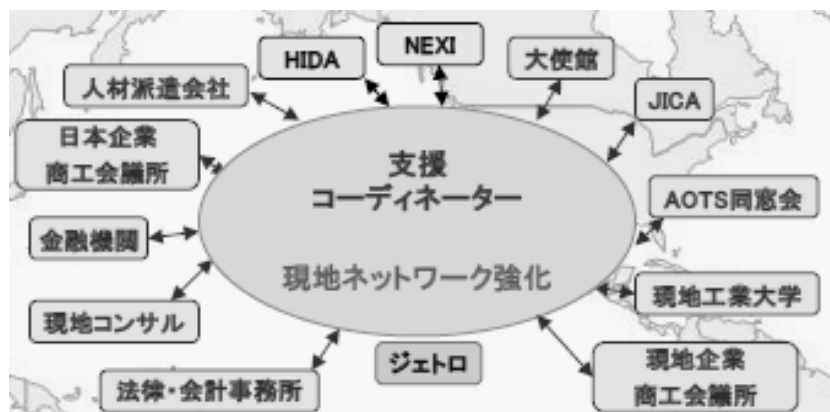 HIDA
NEXI
大使館
人材派遣会社
JICA
日本企業
商工会議所
支援
コーディネーター
AOTS同窓会
金融機関
現地ネットワーク強化
現地工業大学
現地コンサル
ジェトロ
現地企業
商工会議所
法律・会計事務所